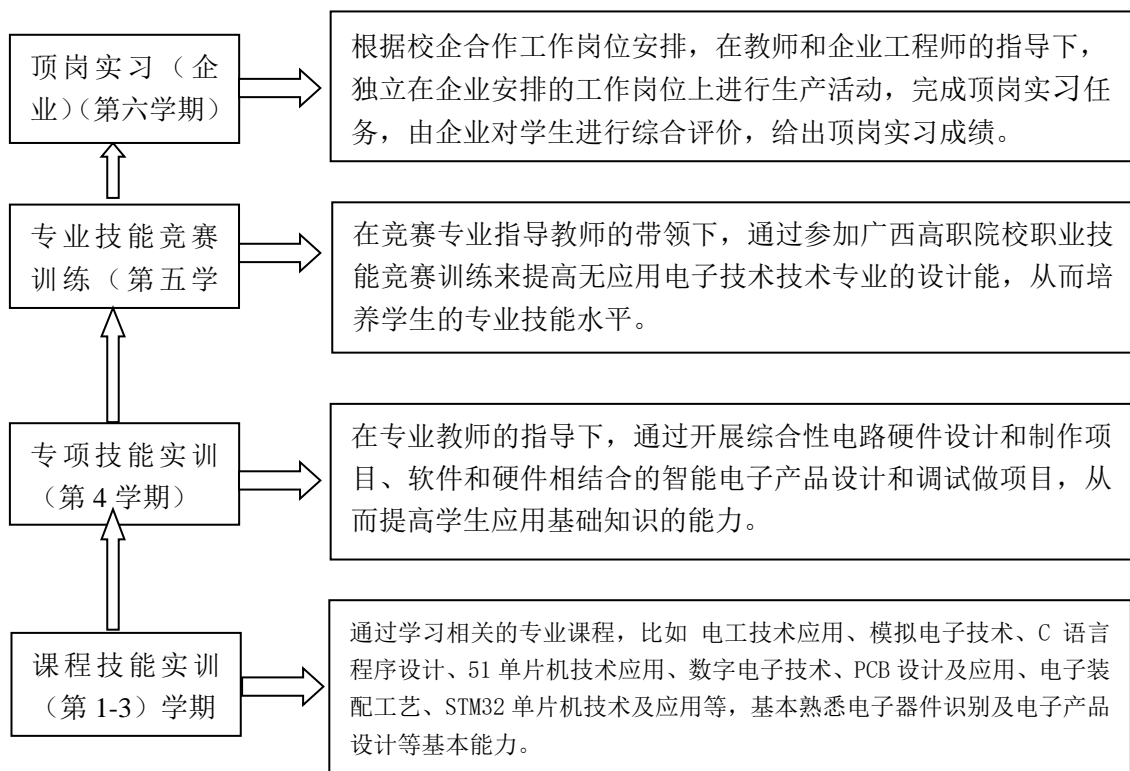 顶岗实习（企
业）（第六学期）
根据校企合作工作岗位安排，在教师和企业工程师的指导下，
独立在企业安排的工作岗位上进行生产活动，完成顶岗实习任
务，由企业对学生进行综合评价，给出顶岗实习成绩。
专业技能竞赛
训练（第五学
在竞赛专业指导教师的带领下，通过参加广西高职院校职业技
能竞赛训练来提高无应用电子技术技术专业的设计能，从而培
养学生的专业技能水平。
专项技能实训
（第 4 学期）
在专业教师的指导下，通过开展综合性电路硬件设计和制作项
目、软件和硬件相结合的智能电子产品设计和调试做项目，从
而提高学生应用基础知识的能力。
课程技能实训
（第 1-3）学期
通过学习相关的专业课程，比如 电工技术应用、模拟电子技术、C 语言
程序设计、51 单片机技术应用、数字电子技术、PCB 设计及应用、电子装
配工艺、STM32 单片机技术及应用等，基本熟悉电子器件识别及电子产品
设计等基本能力。